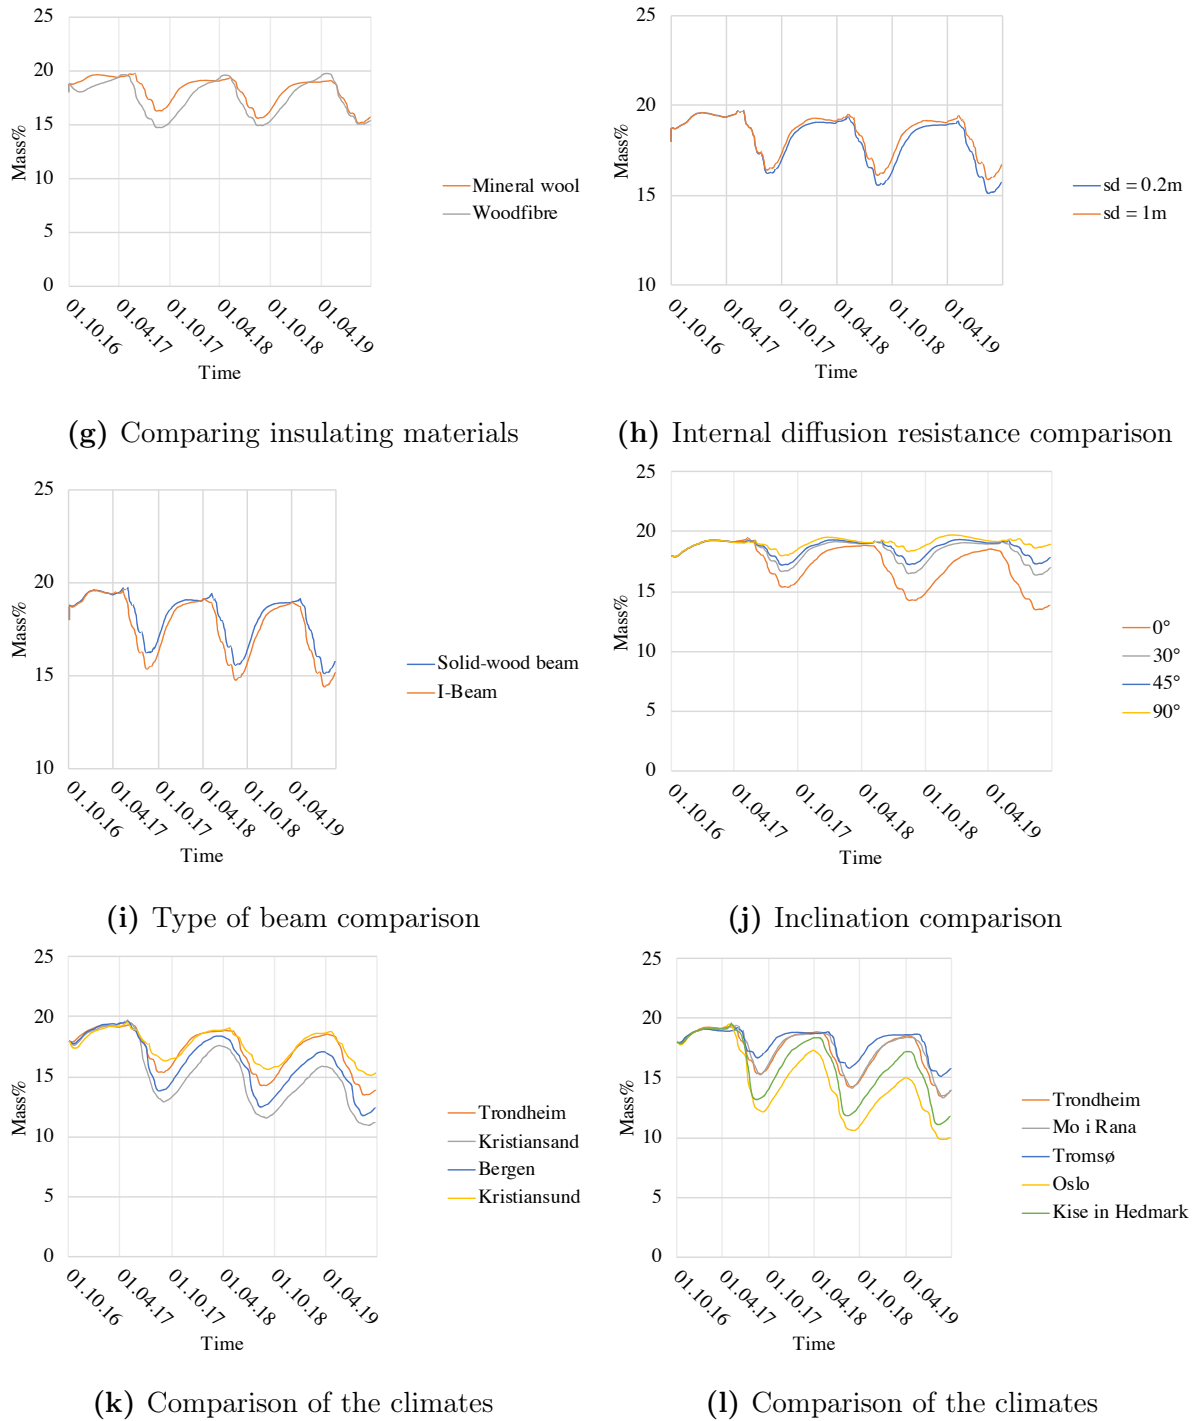 25
20
15
10
5
0
Mass%
01.10.16
01.04.17
01.10.17
01.04.18
01.10.18
01.04.19
Time
Mineral wool
Woodfibre
(g) Comparing insulating materials
25
20
15
10
Mass%
01.10.16
01.04.17
01.10.17
01.04.18
01.10.18
01.04.19
Time
sd = 0.2m
sd = 1m
(h) Internal diffusion resistance comparison
25
20
15
10
Mass%
01.10.16
01.04.17
01.10.17
01.04.18
01.10.18
01.04.19
Time
Solid-wood beam
I-Beam
(i) Type of beam comparison
25
20
15
10
5
0
Mass%
01.10.16
01.04.17
01.10.17
01.04.18
01.10.18
01.04.19
Time
0°
30°
45°
90°
(j) Inclination comparison
25
20
15
10
5
0
Mass%
01.10.16
01.04.17
01.10.17
01.04.18
01.10.18
01.04.19
Time
Trondheim
Kristiansand
Bergen
Kristiansund
(k) Comparison of the climates
25
20
15
10
5
0
Mass%
01.10.16
01.04.17
01.10.17
01.04.18
01.10.18
01.04.19
Time
Trondheim
Mo i Rana
Tromsø
Oslo
Kise in Hedmark
(l) Comparison of the climates